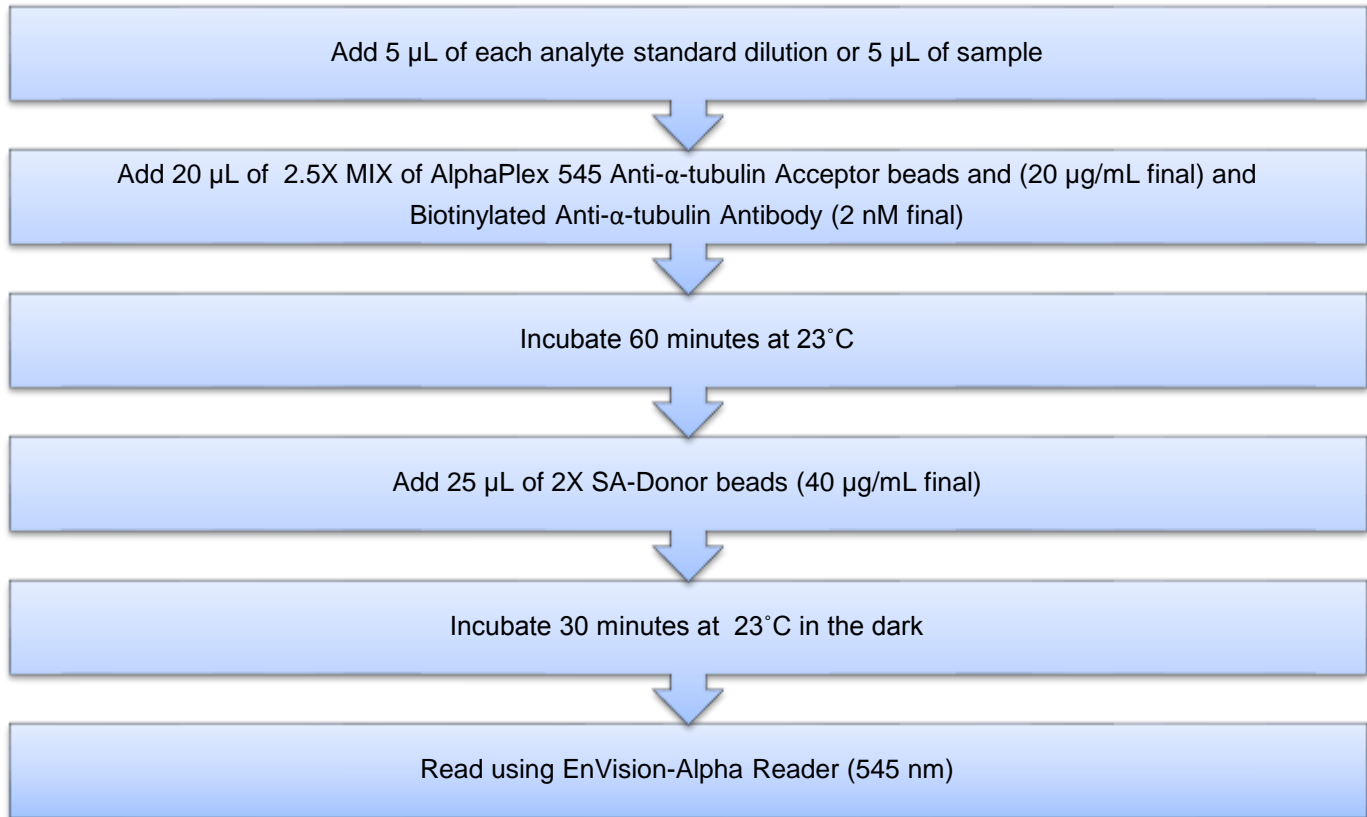 Add 5 µL of each analyte standard dilution or 5 µL of sample
Add 20 µL of  2.5X MIX of AlphaPlex 545 Anti-α-tubulin Acceptor beads and (20 µg/mL final) and
Biotinylated Anti-α-tubulin Antibody (2 nM final)
Incubate 60 minutes at 23˚C
Add 25 µL of 2X SA-Donor beads (40 µg/mL final)
Incubate 30 minutes at  23˚C in the dark
Read using EnVision-Alpha Reader (545 nm)